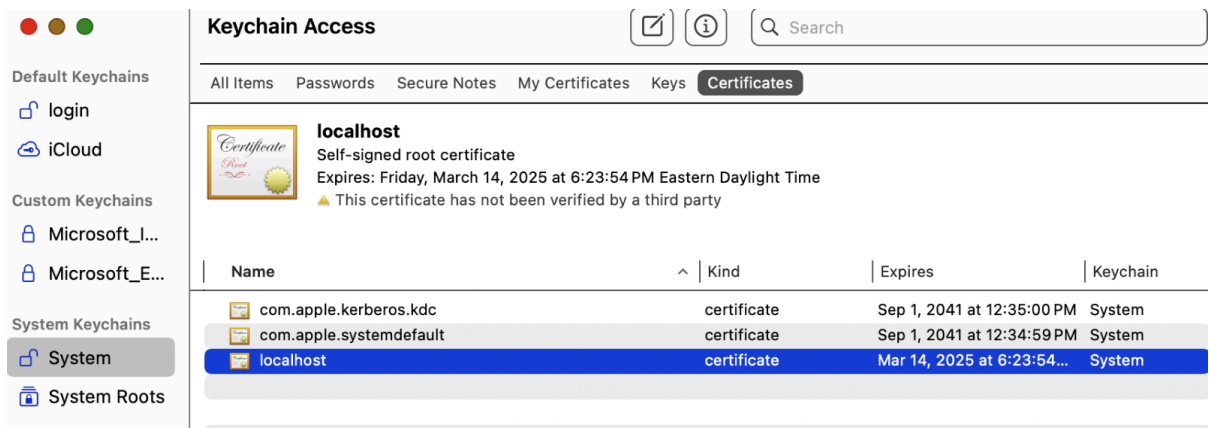 Keychain Access
Search
Default Keychains
login
iCloud
Custom Keychains
Microsoft_I...
Microsoft_E...
System Keychains
System
System Roots
All Items Passwords Secure Notes My Certificates Keys Certificates
Certificate
Root
localhost
Self-signed root certificate
Expires: Friday, March 14, 2025 at 6:23:54 PM Eastern Daylight Time
This certificate has not been verified by a third party
Name Kind Expires Keychain
com.apple.kerberos.kdc certificate Sep 1, 2041 at 12:35:00 PM System
com.apple.systemdefault certificate Sep 1, 2041 at 12:34:59 PM System
localhost certificate Mar 14, 2025 at 6:23:54... System